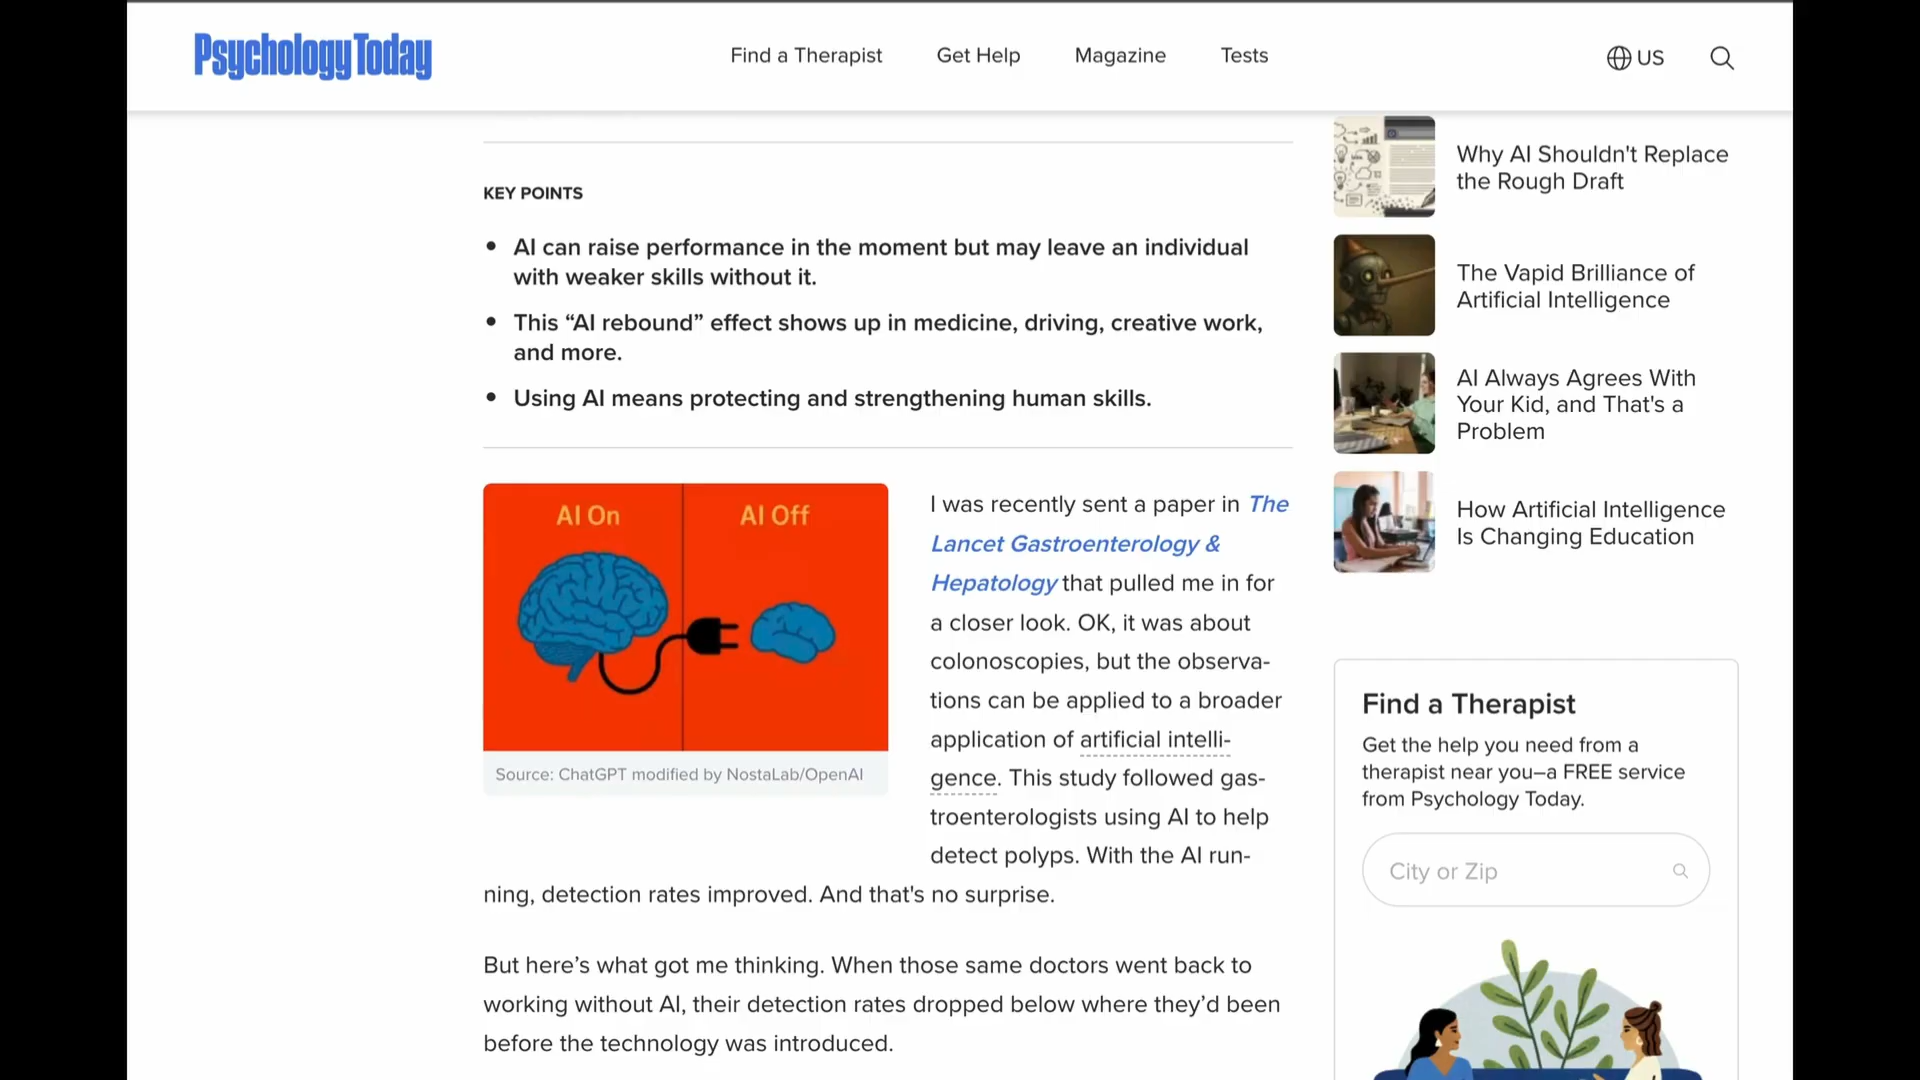 Psychology Today
Find a Therapist
Get Help
Magazine
Tests
US
KEY POINTS
• AI can raise performance in the moment but may leave an individual
with weaker skills without it.
• This “AI rebound” effect shows up in medicine, driving, creative work,
and more.
• Using AI means protecting and strengthening human skills.
AI On
AI Off
Source: ChatGPT modified by NostaLab/OpenAI
I was recently sent a paper in The
Lancet Gastroenterology &
Hepatology that pulled me in for
a closer look. OK, it was about
colonoscopies, but the observa-
tions can be applied to a broader
application of artificial intelli-
gence. This study followed gas-
troenterologists using AI to help
detect polyps. With the AI run-
ning, detection rates improved. And that's no surprise.
But here’s what got me thinking. When those same doctors went back to
working without AI, their detection rates dropped below where they’d been
before the technology was introduced.
Why AI Shouldn't Replace
the Rough Draft
The Vapid Brilliance of
Artificial Intelligence
AI Always Agrees With
Your Kid, and That's a
Problem
How Artificial Intelligence
Is Changing Education
Find a Therapist
Get the help you need from a
therapist near you–a FREE service
from Psychology Today.
City or Zip